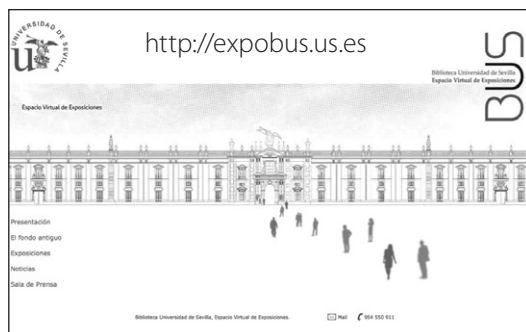 UNIVERSIDAD DE SEVILLA
http://expobus.us.es
BUS
Biblioteca Universidad de Sevilla
Espacio Virtual de Exposiciones
Espacio Virtual de Exposiciones
Presentación
El fondo antiguo
Exposiciones
Noticias
Sala de Prensa
Biblioteca Universidad de Sevilla, Espacio Virtual de Exposiciones. Mail 954 550 911